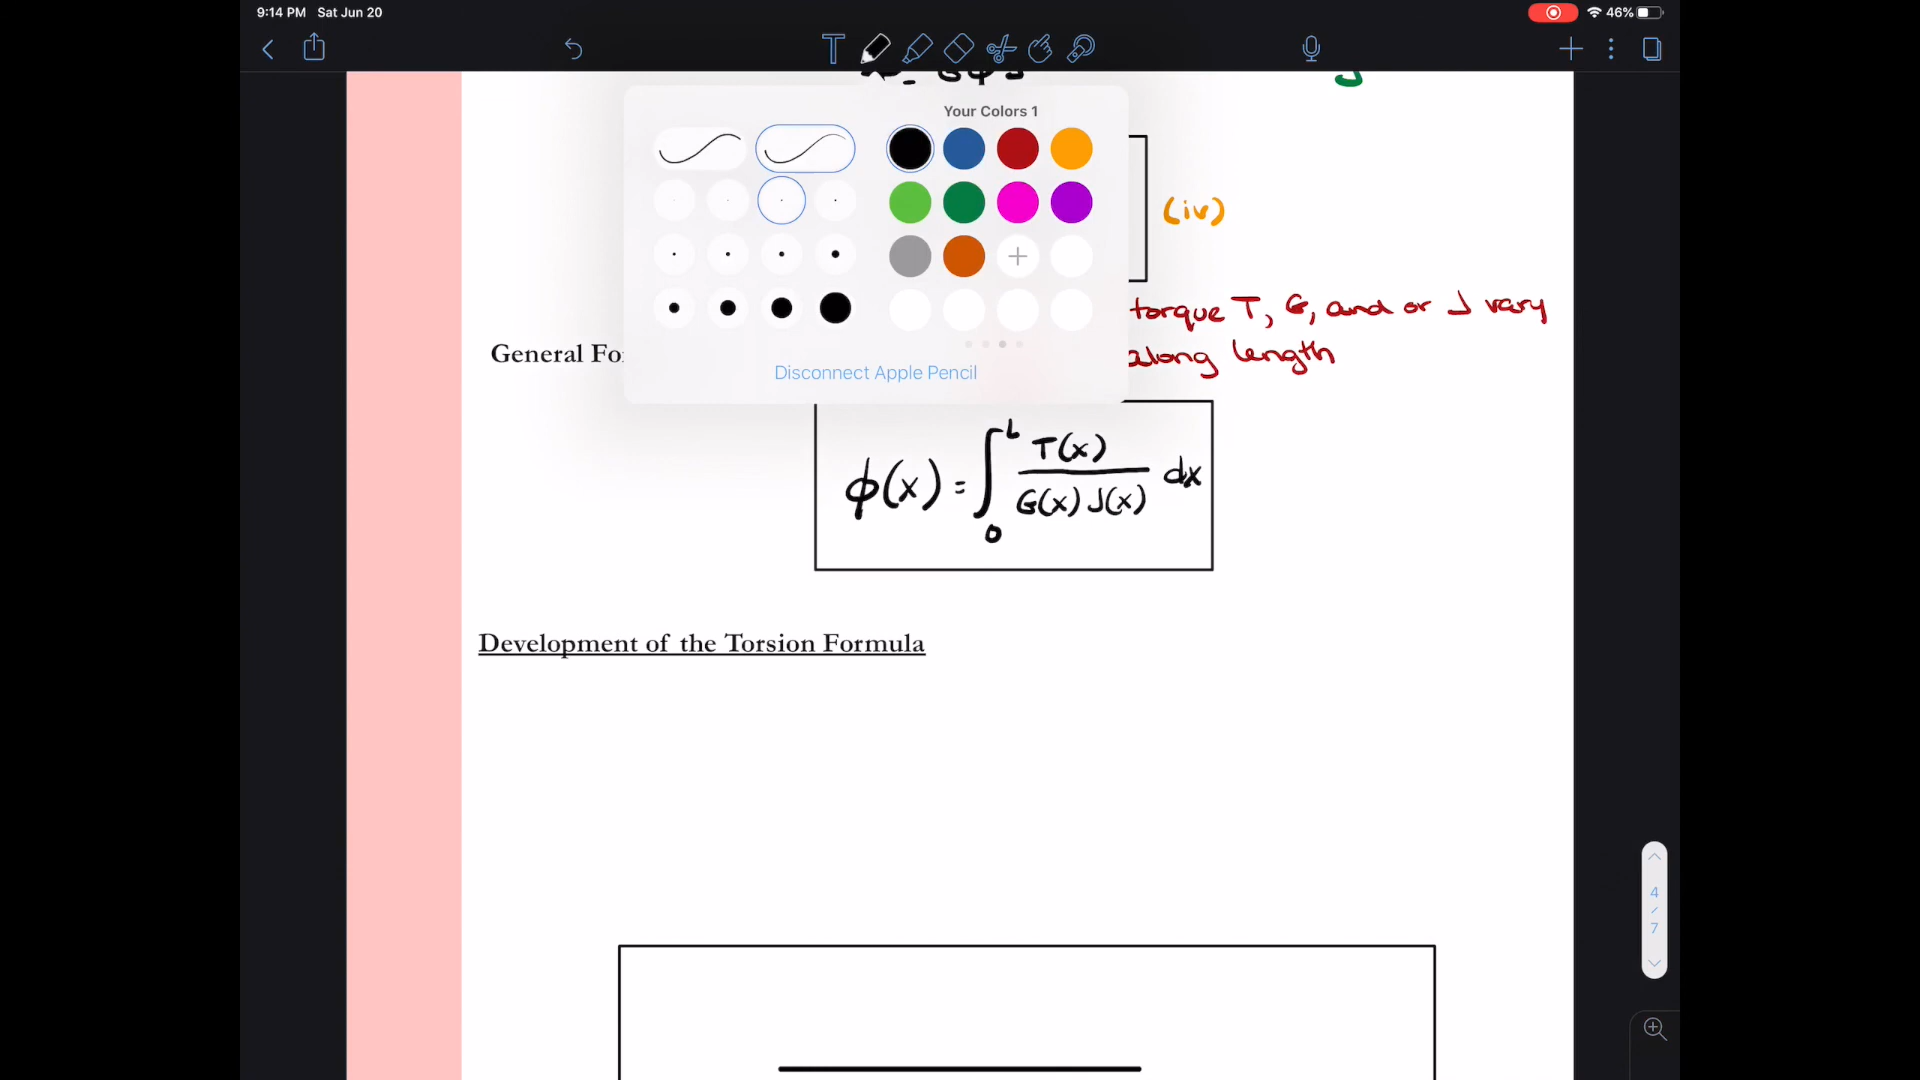 9:14 PM Sat Jun 20
46%
T
Your Colors 1
(iv)
torque T, G, and or J vary
General Fo
along length
Disconnect Apple Pencil
ϕ(x) = ∫₀ᴸ T(x) / G(x) J(x) dx
Development of the Torsion Formula
4
/
7